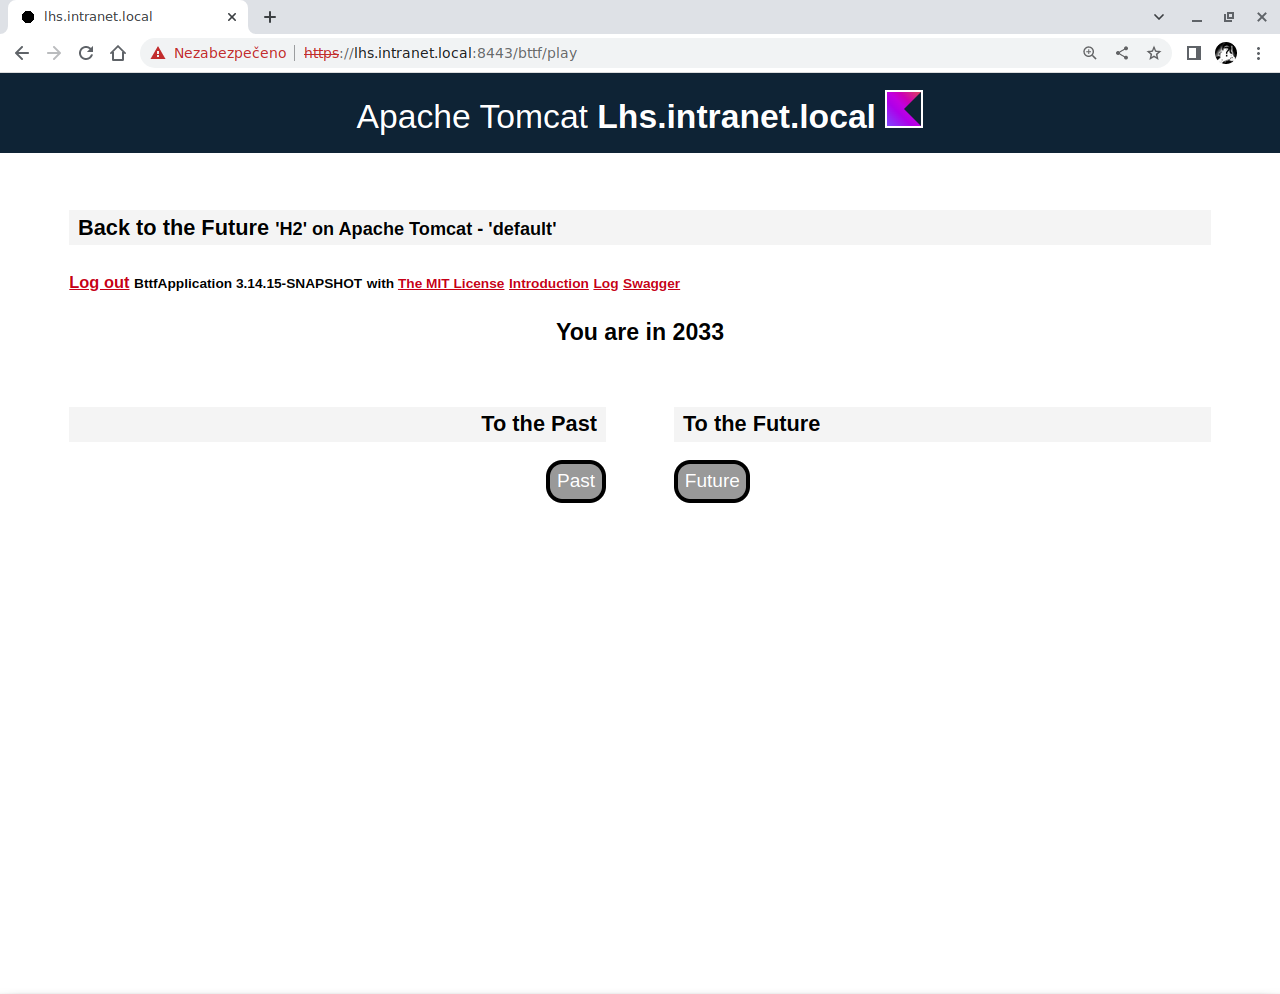 lhs.intranet.local
Nezabezpečeno https://lhs.intranet.local:8443/bttf/play
Apache Tomcat Lhs.intranet.local
Back to the Future 'H2' on Apache Tomcat - 'default'
Log out BttfApplication 3.14.15-SNAPSHOT with The MIT License Introduction Log Swagger
You are in 2033
To the Past To the Future
Past Future